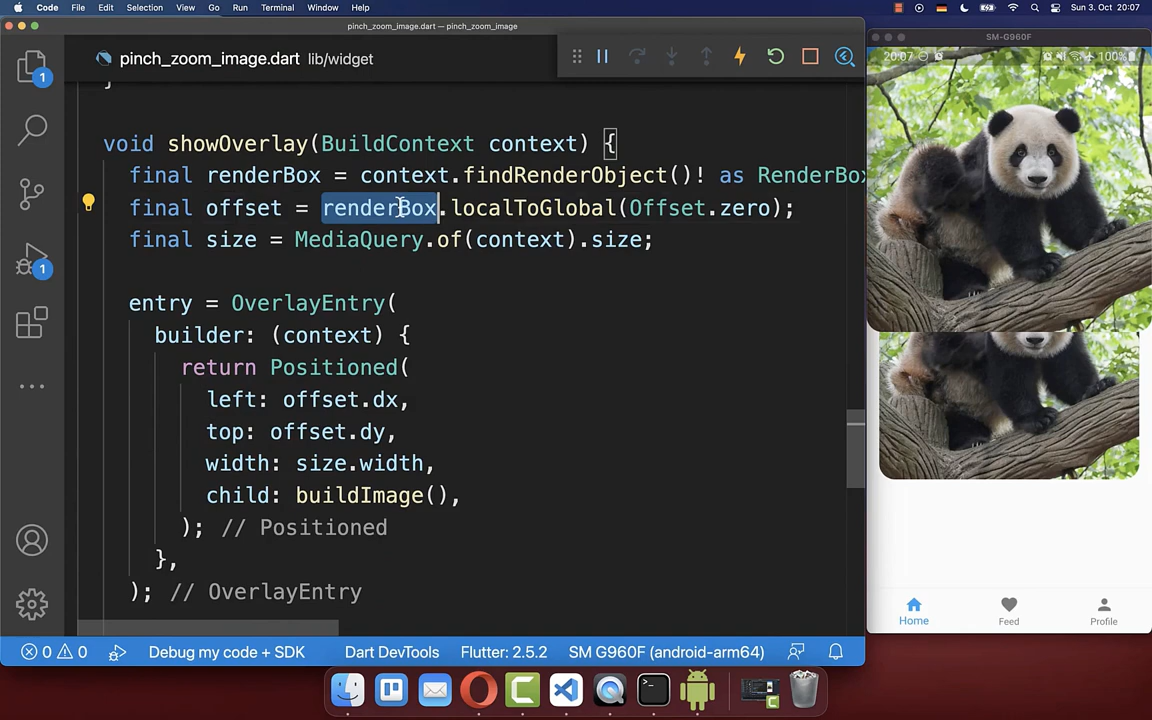 Code File Edit Selection View Go Run Terminal Window Help
Sun 3. Oct 20:07
pinch_zoom_image.dart — pinch_zoom_image
SM-G960F
pinch_zoom_image.dart lib/widget
20:07
100%
1
}
void showOverlay(BuildContext context) {
final renderBox = context.findRenderObject()! as RenderBox
final offset = renderBox.localToGlobal(Offset.zero);
final size = MediaQuery.of(context).size;
1
entry = OverlayEntry(
builder: (context) {
return Positioned(
left: offset.dx,
top: offset.dy,
width: size.width,
child: buildImage(),
); // Positioned
},
); // OverlayEntry
Home
Feed
Profile
0 0 Debug my code + SDK Dart DevTools Flutter: 2.5.2 SM G960F (android-arm64)